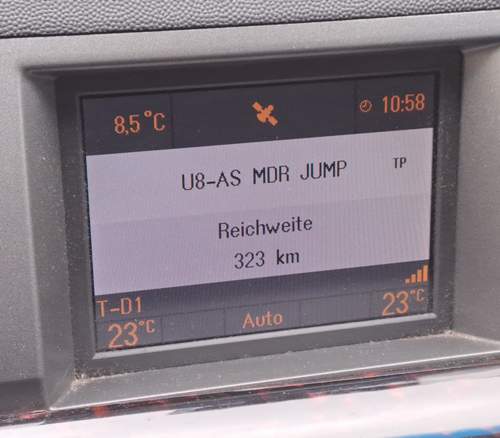 8,5°C 10:58
U8-AS MDR JUMP TP
Reichweite
323 km
T-D1
23°C Auto 23°C